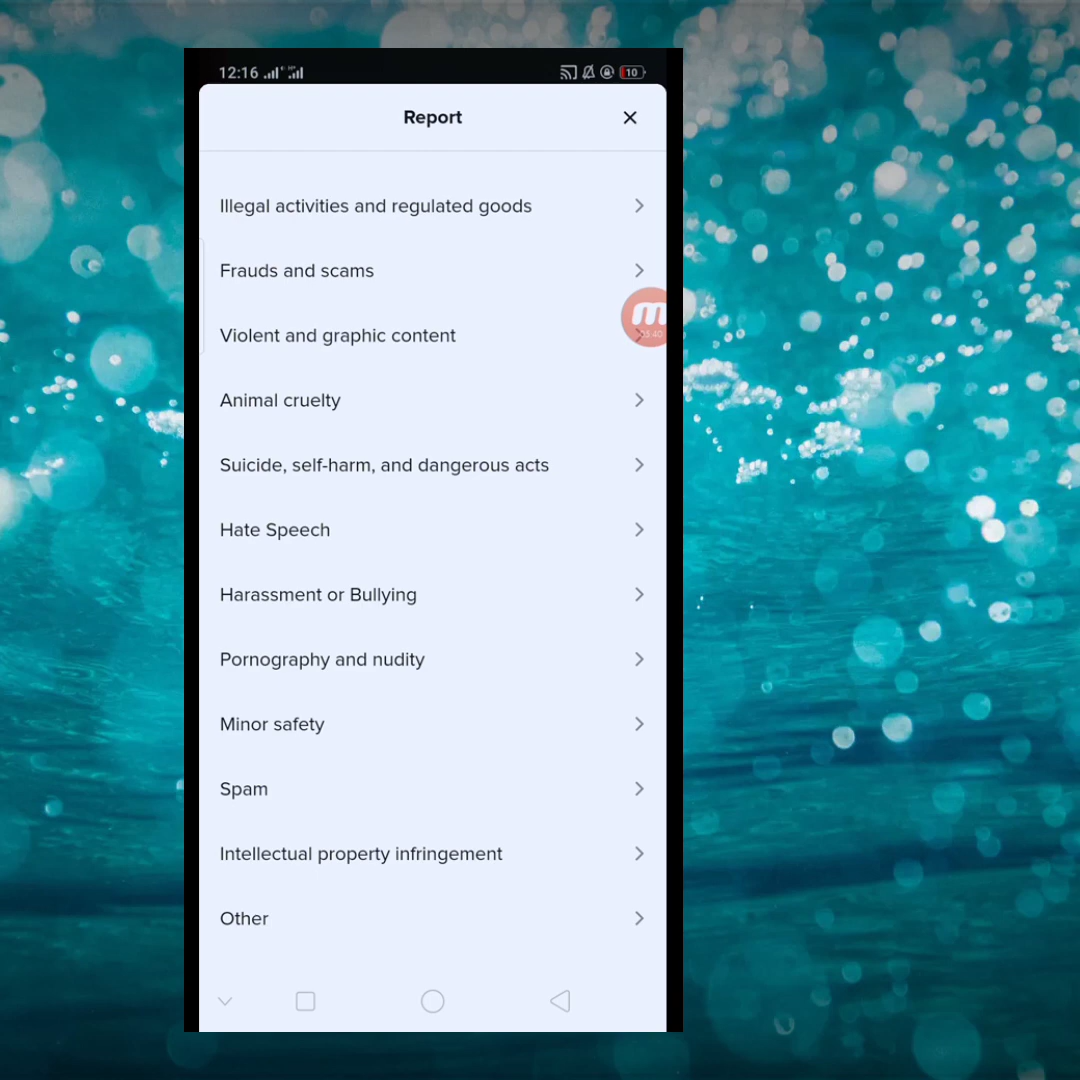 12:16
10
Report
Illegal activities and regulated goods
Frauds and scams
05:40
Violent and graphic content
Animal cruelty
Suicide, self-harm, and dangerous acts
Hate Speech
Harassment or Bullying
Pornography and nudity
Minor safety
Spam
Intellectual property infringement
Other